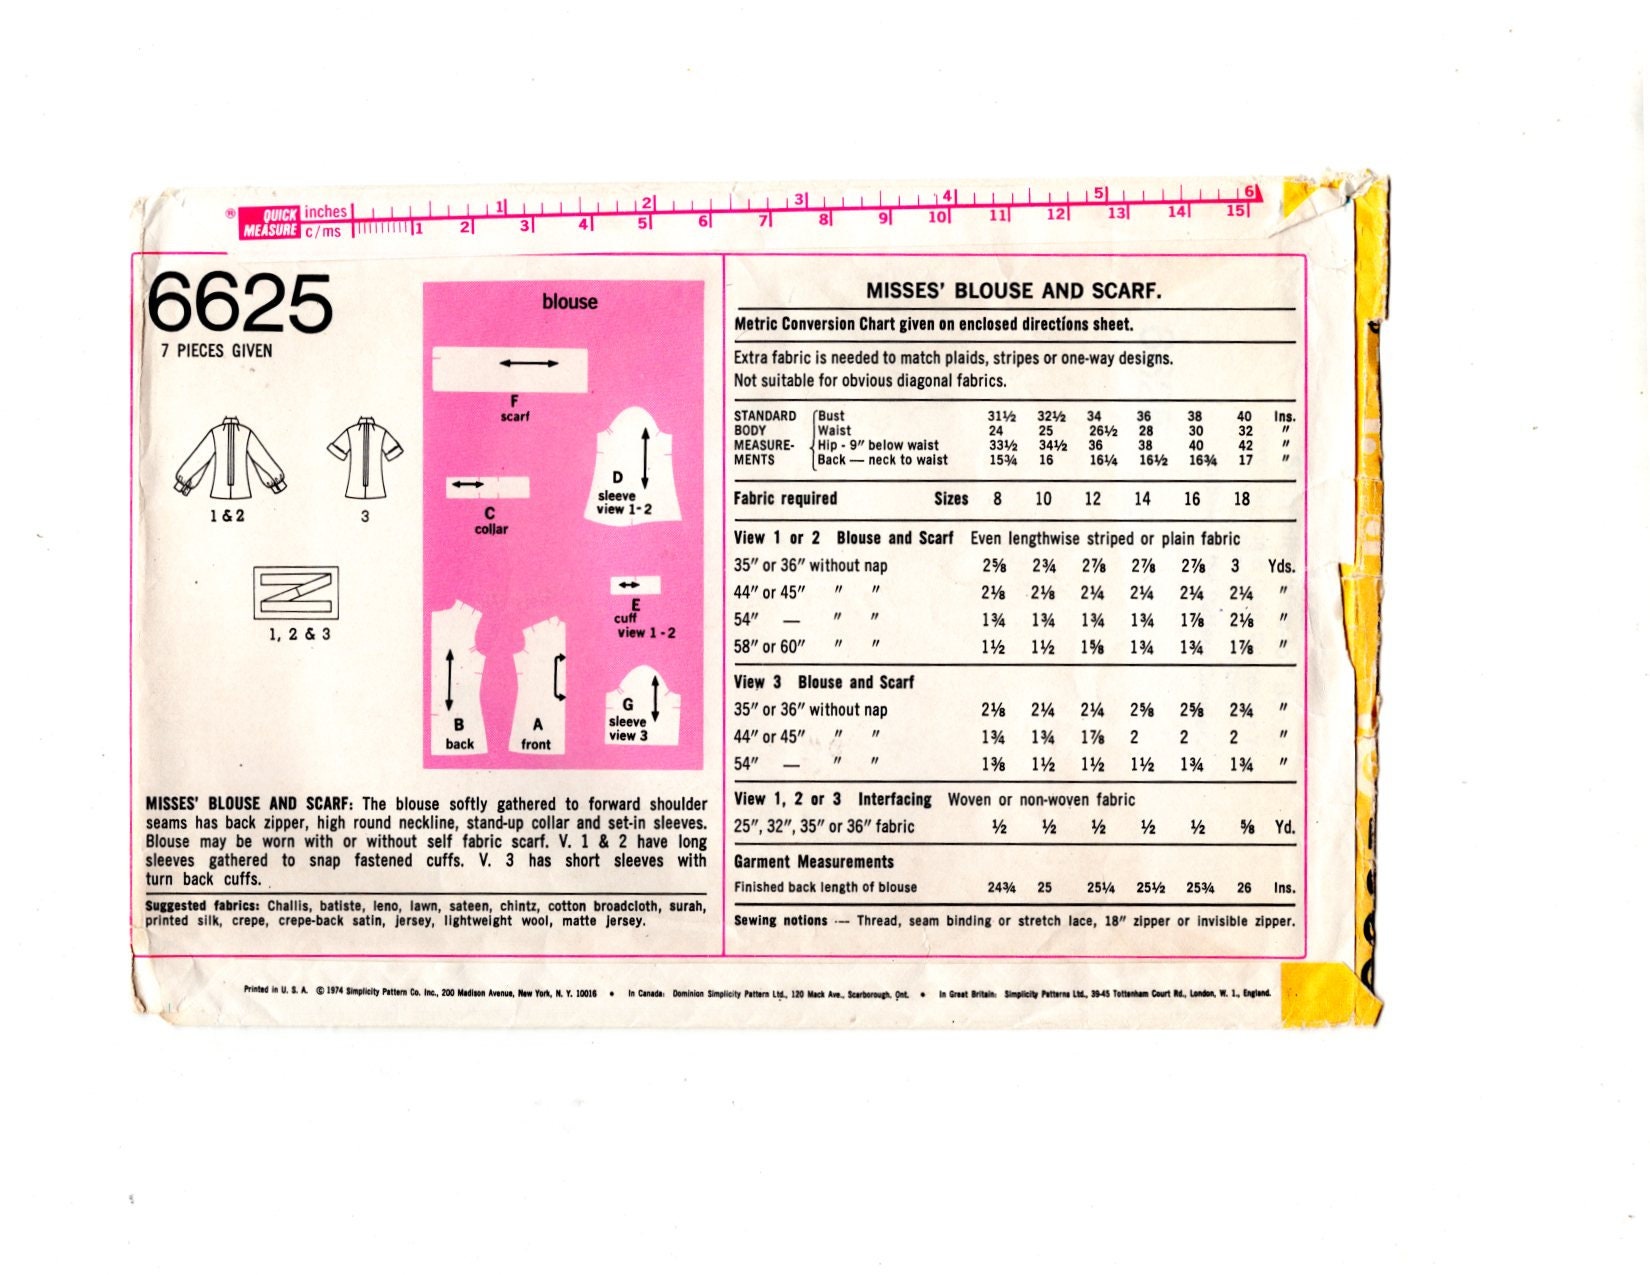 ® QUICK MEASURE inches 1 2 3 4 5 6
c/ms 1 2 3 4 5 6 7 8 9 10 11 12 13 14 15
6625
7 PIECES GIVEN
1 & 2
3
1, 2 & 3
blouse
F
scarf
C
collar
D
sleeve
view 1-2
E
cuff
view 1-2
B
back
A
front
G
sleeve
view 3
MISSES' BLOUSE AND SCARF: The blouse softly gathered to forward shoulder
seams has back zipper, high round neckline, stand-up collar and set-in sleeves.
Blouse may be worn with or without self fabric scarf. V. 1 & 2 have long
sleeves gathered to snap fastened cuffs. V. 3 has short sleeves with
turn back cuffs.
Suggested fabrics: Challis, batiste, leno, lawn, sateen, chintz, cotton broadcloth, surah,
printed silk, crepe, crepe-back satin, jersey, lightweight wool, matte jersey.
MISSES' BLOUSE AND SCARF.
Metric Conversion Chart given on enclosed directions sheet.
Extra fabric is needed to match plaids, stripes or one-way designs.
Not suitable for obvious diagonal fabrics.
STANDARD Bust 31½ 32½ 34 36 38 40 Ins.
BODY Waist 24 25 26½ 28 30 32 "
MEASURE- Hip - 9" below waist 33½ 34½ 36 38 40 42 "
MENTS Back — neck to waist 15¾ 16 16¼ 16½ 16¾ 17 "
Fabric required Sizes 8 10 12 14 16 18
View 1 or 2 Blouse and Scarf Even lengthwise striped or plain fabric
35" or 36" without nap 2⅝ 2¾ 2⅞ 2⅞ 2⅞ 3 Yds.
44" or 45" " " 2⅛ 2⅛ 2¼ 2¼ 2¼ 2¼ "
54" — " " 1¾ 1¾ 1¾ 1¾ 1⅞ 2⅛ "
58" or 60" " " 1½ 1½ 1⅝ 1¾ 1¾ 1⅞ "
View 3 Blouse and Scarf
35" or 36" without nap 2⅛ 2¼ 2¼ 2⅝ 2⅝ 2¾ "
44" or 45" " " 1¾ 1¾ 1⅞ 2 2 2 "
54" — " " 1⅜ 1½ 1½ 1½ 1¾ 1¾ "
View 1, 2 or 3 Interfacing Woven or non-woven fabric
25", 32", 35" or 36" fabric ½ ½ ½ ½ ½ ⅝ Yd.
Garment Measurements
Finished back length of blouse 24¾ 25 25¼ 25½ 25¾ 26 Ins.
Sewing notions — Thread, seam binding or stretch lace, 18" zipper or invisible zipper.
Printed in U. S. A. © 1974 Simplicity Pattern Co. Inc., 200 Madison Avenue, New York, N. Y. 10016 • In Canada: Dominion Simplicity Pattern Ltd., 120 Mack Ave., Scarborough, Ont. • In Great Britain: Simplicity Patterns Ltd., 39-45 Tottenham Court Rd., London, W. 1., England.